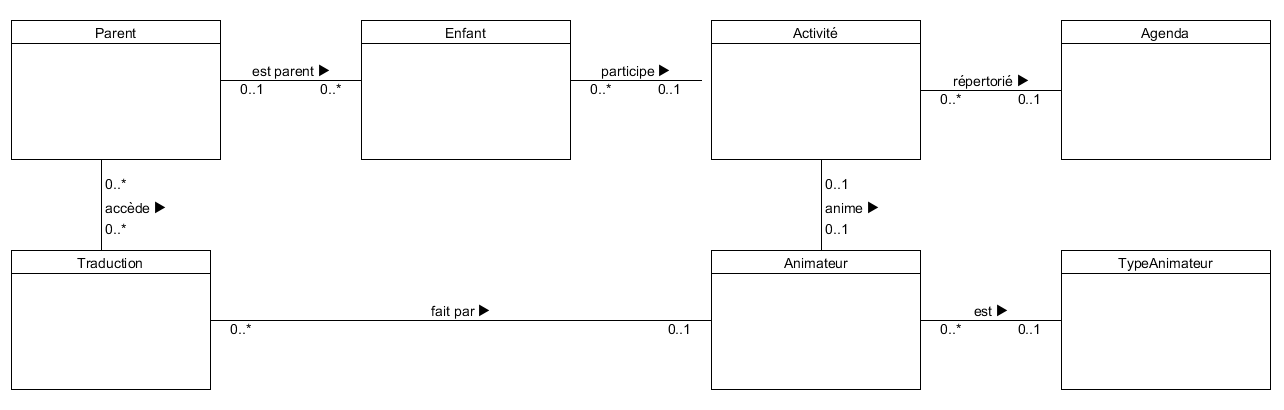 Parent
Enfant
Activité
Agenda
est parent ▶
0..1
0..*
participe ▶
0..*
0..1
répertorié ▶
0..*
0..1
0..*
accède ▶
0..*
0..1
anime ▶
0..1
Traduction
Animateur
TypeAnimateur
fait par ▶
0..*
0..1
est ▶
0..*
0..1